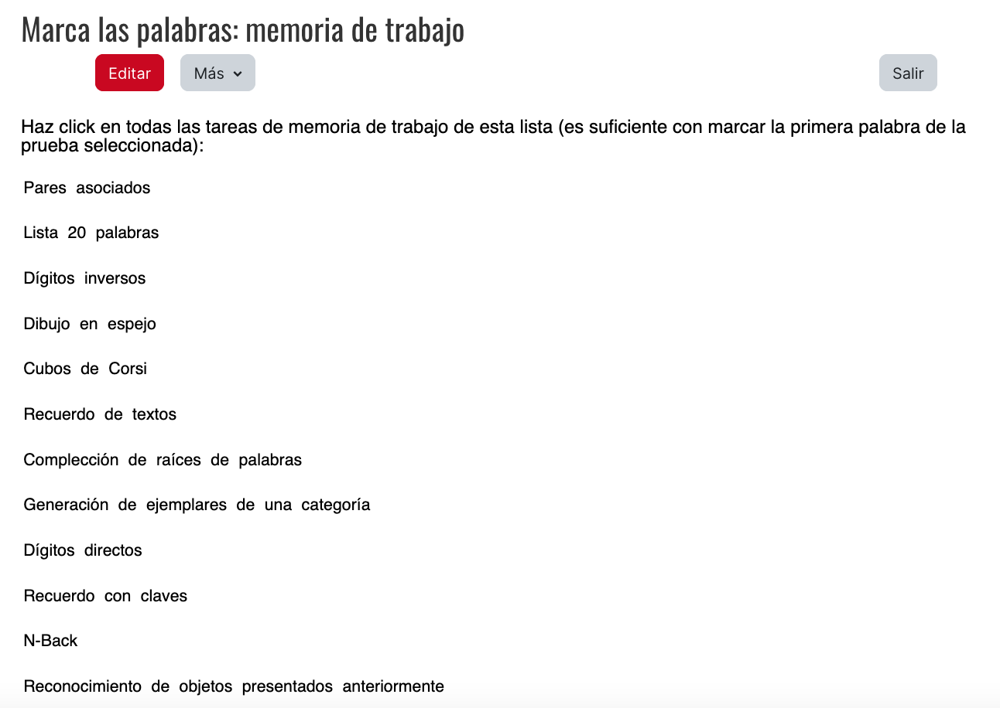 Marca las palabras: memoria de trabajo
Editar Más Salir
Haz click en todas las tareas de memoria de trabajo de esta lista (es suficiente con marcar la primera palabra de la
prueba seleccionada):
Pares asociados
Lista 20 palabras
Dígitos inversos
Dibujo en espejo
Cubos de Corsi
Recuerdo de textos
Complección de raíces de palabras
Generación de ejemplares de una categoría
Dígitos directos
Recuerdo con claves
N-Back
Reconocimiento de objetos presentados anteriormente